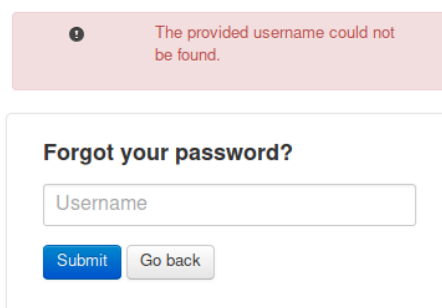 The provided username could not
be found.
Forgot your password?
Username
Submit Go back